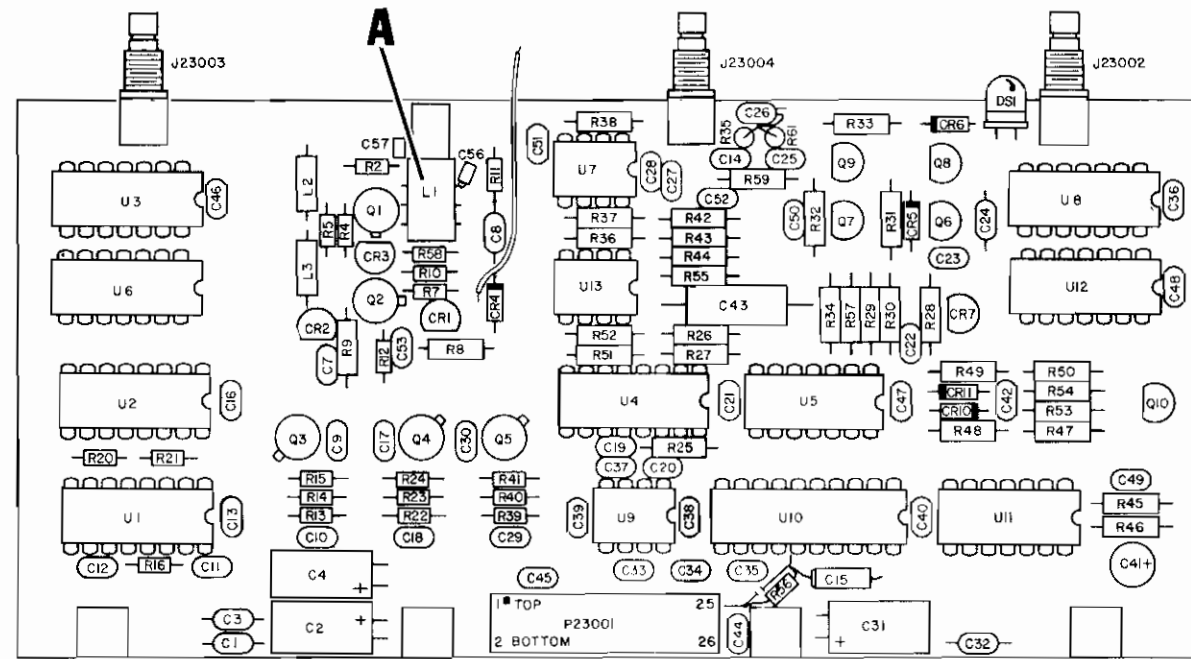 A
J23003
J23004
J23002
DS1
C26
R38
R35
R61
R33
CR6
C51
C57
R2
C56
R11
L1
U7
C28
C27
C14
C25
R59
Q9
Q8
L2
U3
C46
Q1
C52
U8
C36
R5
R4
C8
R37
R42
C50
R32
Q7
R31
CR5
Q6
C24
R36
R43
CR3
R58
R44
C23
L3
R10
R55
U6
R7
U13
U12
C48
Q2
CR4
C43
R34
R57
R29
R30
R28
CR7
CR1
CR2
R9
R52
R26
C22
R12
C53
R8
R51
R27
C7
R49
R50
U2
C16
U4
C21
U5
C47
CR11
C42
R54
Q10
CR10
R53
R48
R47
Q3
C9
C17
Q4
C30
Q5
C19
R25
R20
R21
C37
C20
R15
R24
R41
C49
R14
R23
R40
R45
U1
C13
R13
R22
R39
C39
U9
C38
U10
C40
U11
R46
C10
C18
C29
C12
R16
C11
C33
C34
C35
C41+
C4
+
C45
R56
C15
1 TOP 25
C3
C2
+
P23001
C31
+
C1
2 BOTTOM 26
C44
C32